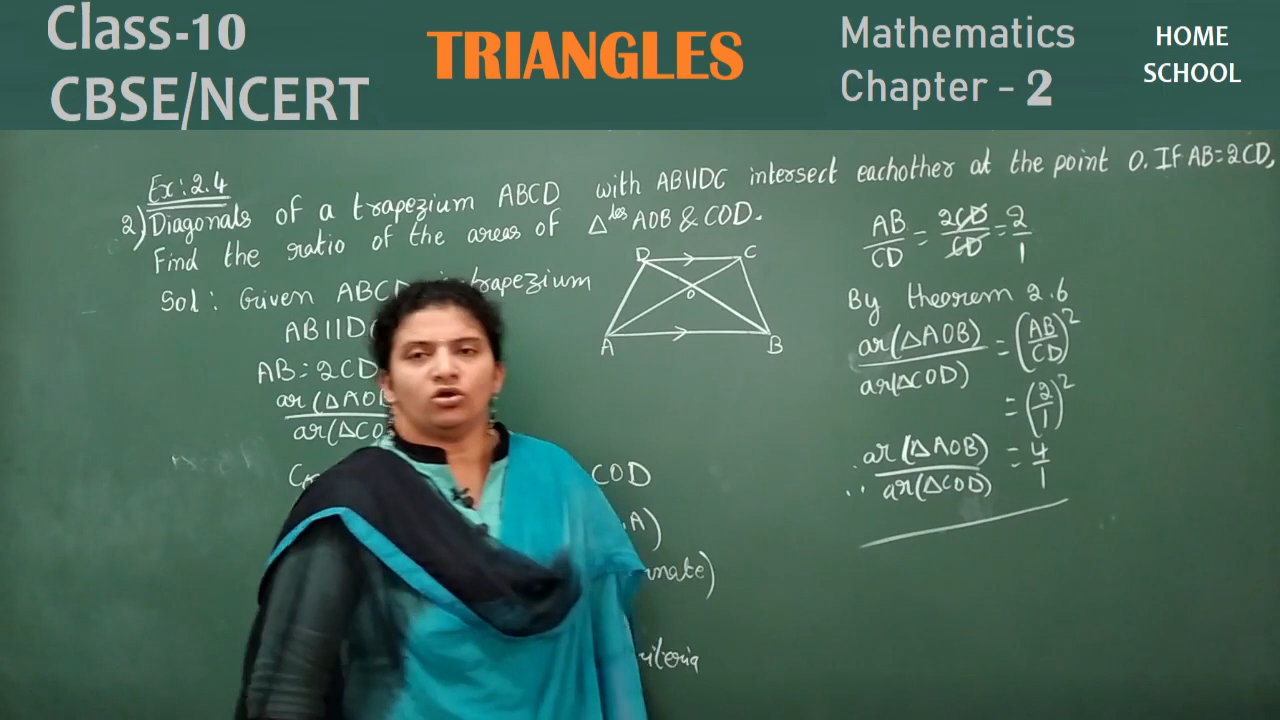 Class-10
CBSE/NCERT
TRIANGLES
Mathematics
Chapter - 2
HOME
SCHOOL
Ex: 2.4
2) Diagonals of a trapezium ABCD with AB||DC intersect eachother at the point O. If AB=2CD,
Find the ratio of the areas of Δles AOB & COD.
Sol: Given ABCD trapezium
AB||DC
AB = 2CD
ar(ΔAO
ar(ΔCO
COD
.A)
nate)
riteria
D C
O
A B
AB/CD = 2CD/CD = 2/1
By theorem 2.6
ar(ΔAOB)/ar(ΔCOD) = (AB/CD)²
= (2/1)²
∴ ar(ΔAOB)/ar(ΔCOD) = 4/1